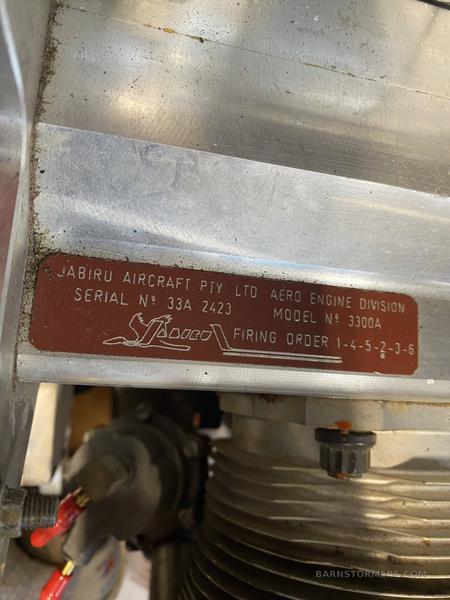 JABIRU AIRCRAFT PTY LTD AERO ENGINE DIVISION
SERIAL Nº 33A 2423 MODEL Nº 3300A
JABIRU FIRING ORDER 1-4-5-2-3-6
BARNSTORMERS.COM